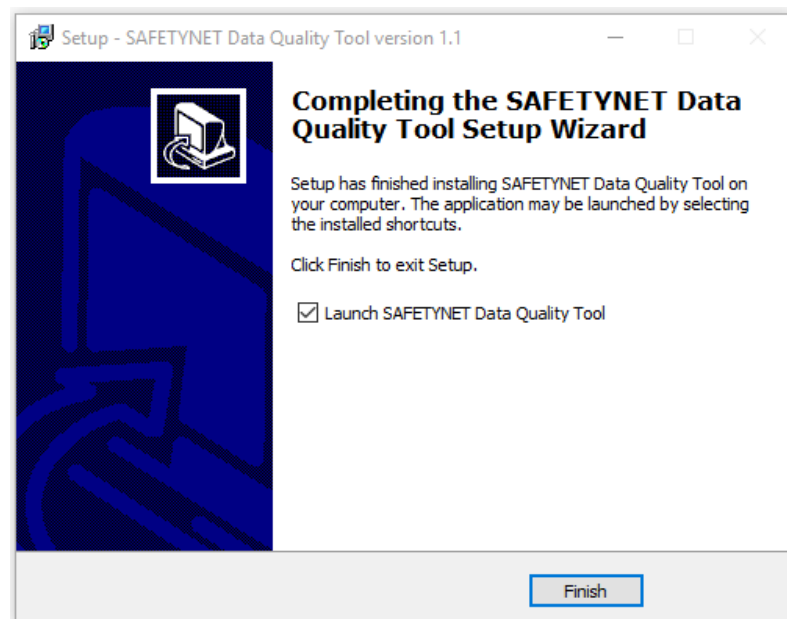 Setup - SAFETYNET Data Quality Tool version 1.1
Completing the SAFETYNET Data
Quality Tool Setup Wizard
Setup has finished installing SAFETYNET Data Quality Tool on
your computer. The application may be launched by selecting
the installed shortcuts.
Click Finish to exit Setup.
Launch SAFETYNET Data Quality Tool
Finish